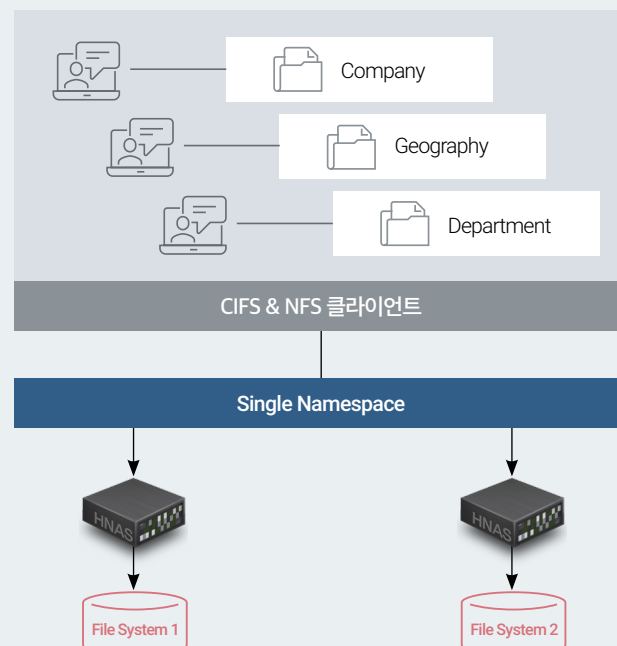 Company
Geography
Department
CIFS & NFS 클라이언트
Single Namespace
HNAS
HNAS
File System 1
File System 2